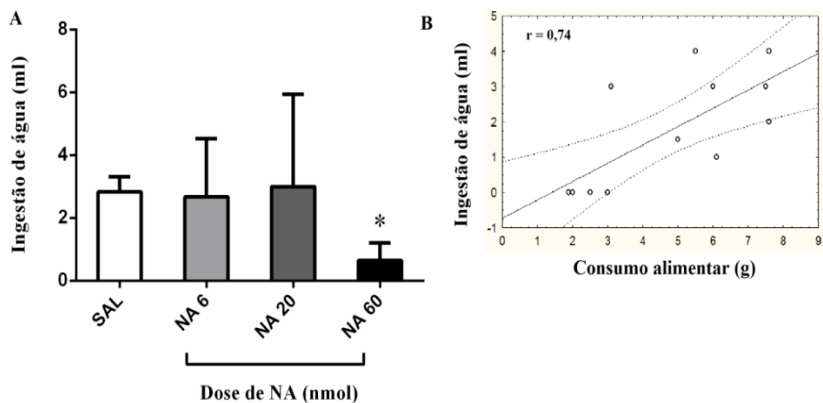 A
Ingestão de água (ml)
8
6
4
2
0
*
SAL
NA 6
NA 20
NA 60
Dose de NA (nmol)
B
r = 0,74
Ingestão de água (ml)
5
4
3
2
1
0
-1
0 1 2 3 4 5 6 7 8 9
Consumo alimentar (g)